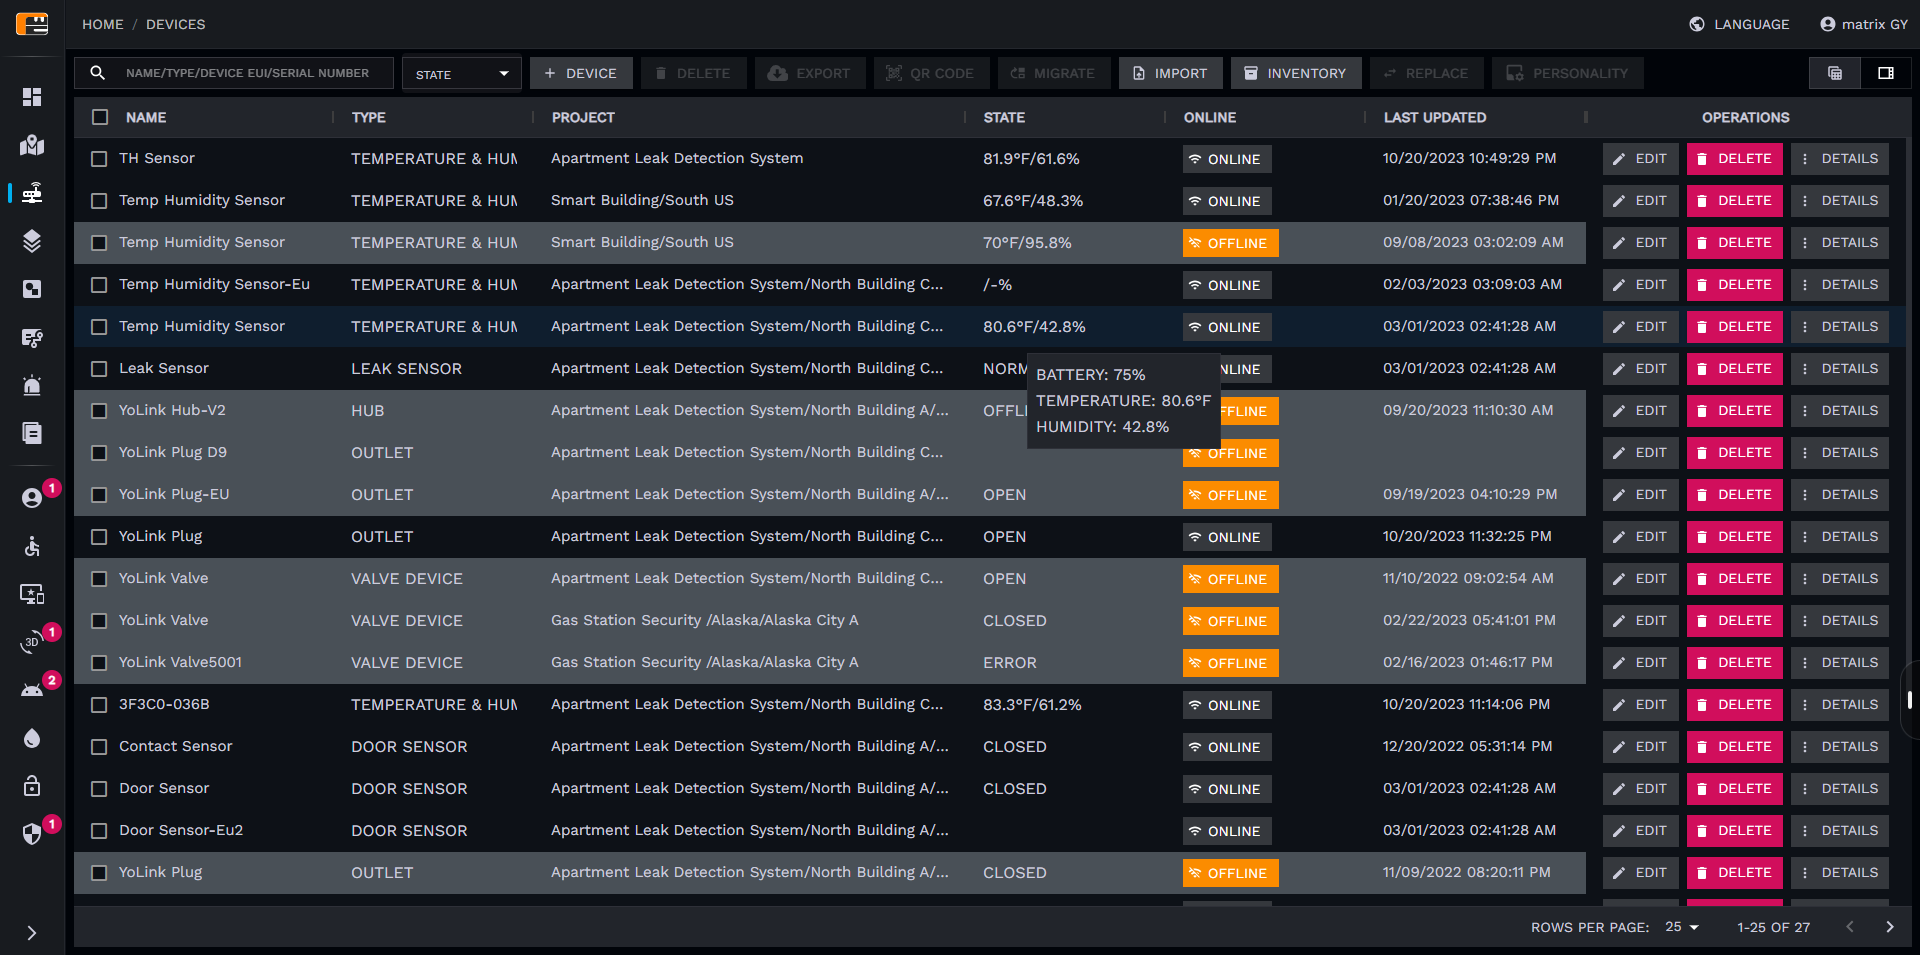 HOME / DEVICES
LANGUAGE
matrix GY
NAME/TYPE/DEVICE EUI/SERIAL NUMBER
STATE
+ DEVICE
DELETE
EXPORT
QR CODE
MIGRATE
IMPORT
INVENTORY
REPLACE
PERSONALITY
NAME TYPE PROJECT STATE ONLINE LAST UPDATED OPERATIONS
TH Sensor TEMPERATURE & HUM Apartment Leak Detection System 81.9°F/61.6% ONLINE 10/20/2023 10:49:29 PM EDIT DELETE DETAILS
Temp Humidity Sensor TEMPERATURE & HUM Smart Building/South US 67.6°F/48.3% ONLINE 01/20/2023 07:38:46 PM EDIT DELETE DETAILS
Temp Humidity Sensor TEMPERATURE & HUM Smart Building/South US 70°F/95.8% OFFLINE 09/08/2023 03:02:09 AM EDIT DELETE DETAILS
Temp Humidity Sensor-Eu TEMPERATURE & HUM Apartment Leak Detection System/North Building C... /-% ONLINE 02/03/2023 03:09:03 AM EDIT DELETE DETAILS
Temp Humidity Sensor TEMPERATURE & HUM Apartment Leak Detection System/North Building C... 80.6°F/42.8% ONLINE 03/01/2023 02:41:28 AM EDIT DELETE DETAILS
Leak Sensor LEAK SENSOR Apartment Leak Detection System/North Building C... NORM NLINE 03/01/2023 02:41:28 AM EDIT DELETE DETAILS
BATTERY: 75%
TEMPERATURE: 80.6°F
HUMIDITY: 42.8%
YoLink Hub-V2 HUB Apartment Leak Detection System/North Building A/... OFFLI FFLINE 09/20/2023 11:10:30 AM EDIT DELETE DETAILS
YoLink Plug D9 OUTLET Apartment Leak Detection System/North Building C... OFFLINE EDIT DELETE DETAILS
YoLink Plug-EU OUTLET Apartment Leak Detection System/North Building A/... OPEN OFFLINE 09/19/2023 04:10:29 PM EDIT DELETE DETAILS
YoLink Plug OUTLET Apartment Leak Detection System/North Building C... OPEN ONLINE 10/20/2023 11:32:25 PM EDIT DELETE DETAILS
YoLink Valve VALVE DEVICE Apartment Leak Detection System/North Building C... OPEN OFFLINE 11/10/2022 09:02:54 AM EDIT DELETE DETAILS
YoLink Valve VALVE DEVICE Gas Station Security /Alaska/Alaska City A CLOSED OFFLINE 02/22/2023 05:41:01 PM EDIT DELETE DETAILS
YoLink Valve5001 VALVE DEVICE Gas Station Security /Alaska/Alaska City A ERROR OFFLINE 02/16/2023 01:46:17 PM EDIT DELETE DETAILS
3F3C0-036B TEMPERATURE & HUM Apartment Leak Detection System/North Building C... 83.3°F/61.2% ONLINE 10/20/2023 11:14:06 PM EDIT DELETE DETAILS
Contact Sensor DOOR SENSOR Apartment Leak Detection System/North Building A/... CLOSED ONLINE 12/20/2022 05:31:14 PM EDIT DELETE DETAILS
Door Sensor DOOR SENSOR Apartment Leak Detection System/North Building A/... CLOSED ONLINE 03/01/2023 02:41:28 AM EDIT DELETE DETAILS
Door Sensor-Eu2 DOOR SENSOR Apartment Leak Detection System/North Building A/... ONLINE 03/01/2023 02:41:28 AM EDIT DELETE DETAILS
YoLink Plug OUTLET Apartment Leak Detection System/North Building A/... CLOSED OFFLINE 11/09/2022 08:20:11 PM EDIT DELETE DETAILS
1
3D
1
2
1
ROWS PER PAGE: 25 1-25 OF 27